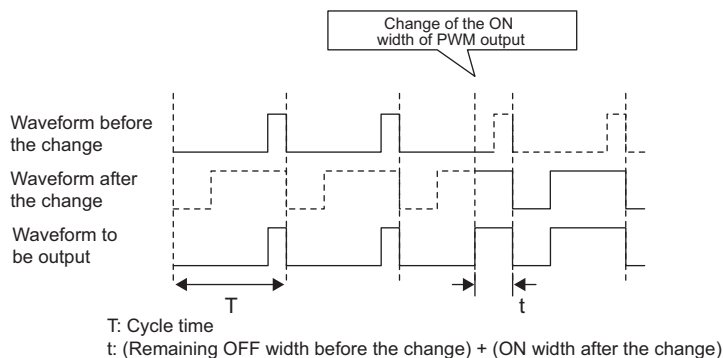 Change of the ON
width of PWM output
Waveform before
the change
Waveform after
the change
Waveform to
be output
T
t
T: Cycle time
t: (Remaining OFF width before the change) + (ON width after the change)